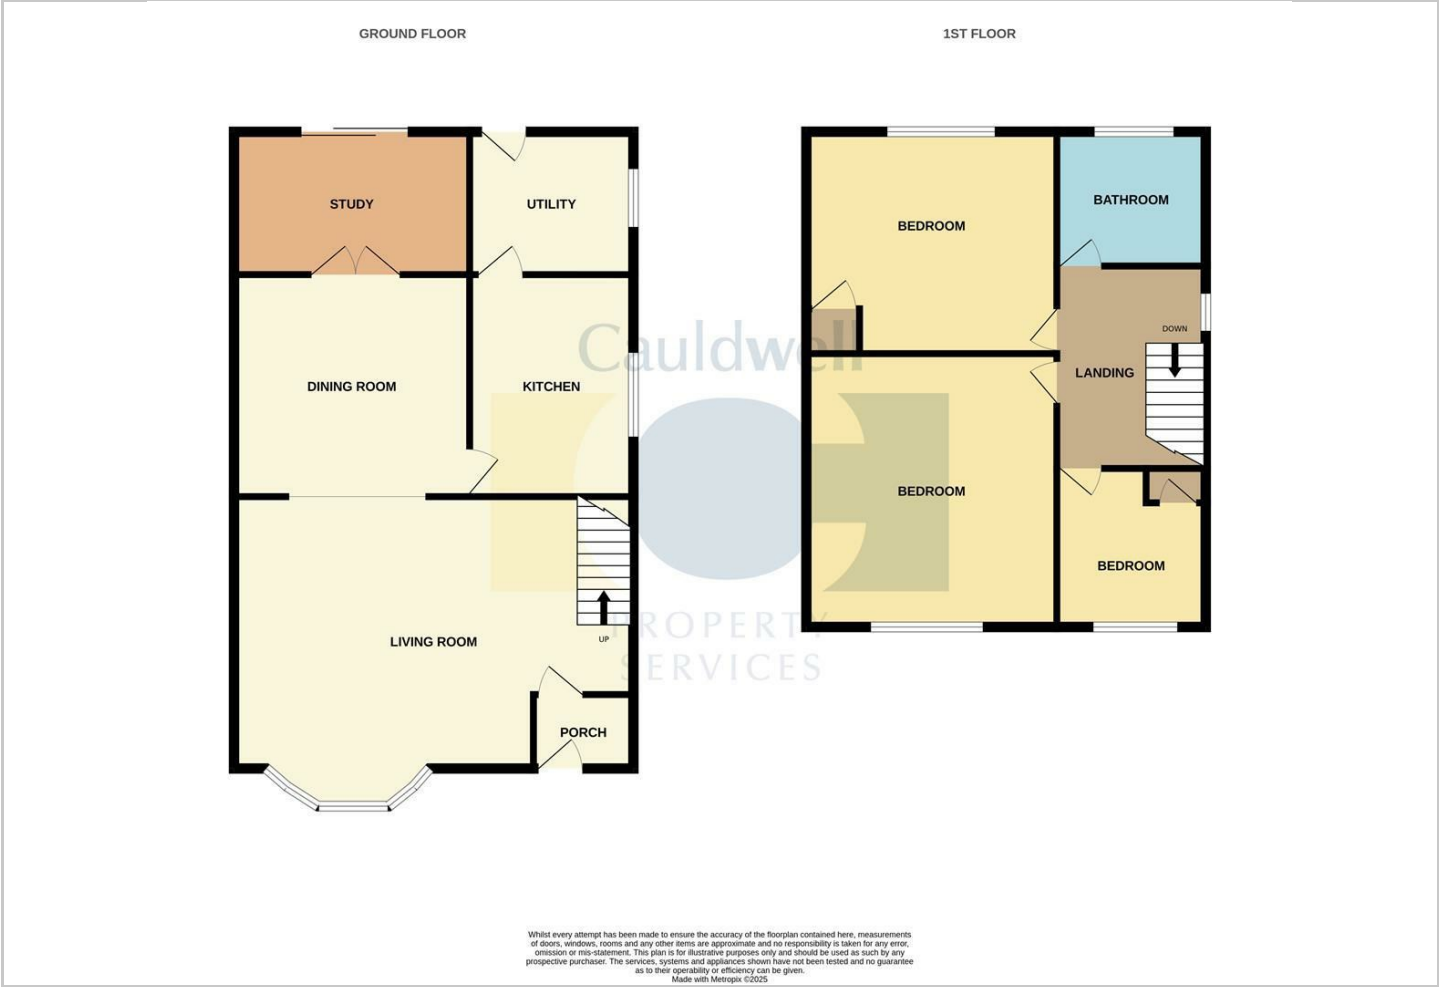 GROUND FLOOR
1ST FLOOR
STUDY
UTILITY
DINING ROOM
KITCHEN
LIVING ROOM
UP
PORCH
BEDROOM
BATHROOM
DOWN
LANDING
BEDROOM
BEDROOM
Cauldwell
PROPERTY
SERVICES
Whilst every attempt has been made to ensure the accuracy of the floorplan contained here, measurements
of doors, windows, rooms and any other items are approximate and no responsibility is taken for any error,
omission or mis-statement. This plan is for illustrative purposes only and should be used as such by any
prospective purchaser. The services, systems and appliances shown have not been tested and no guarantee
as to their operability or efficiency can be given.
Made with Metropix ©2025